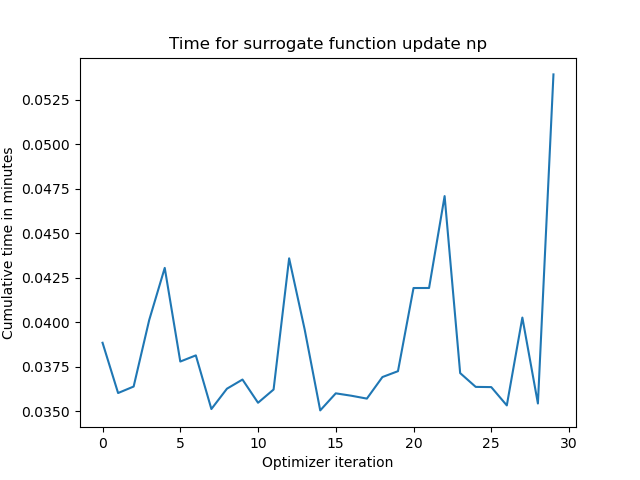 Time for surrogate function update np
Cumulative time in minutes
0.0525
0.0500
0.0475
0.0450
0.0425
0.0400
0.0375
0.0350
0 5 10 15 20 25 30
Optimizer iteration